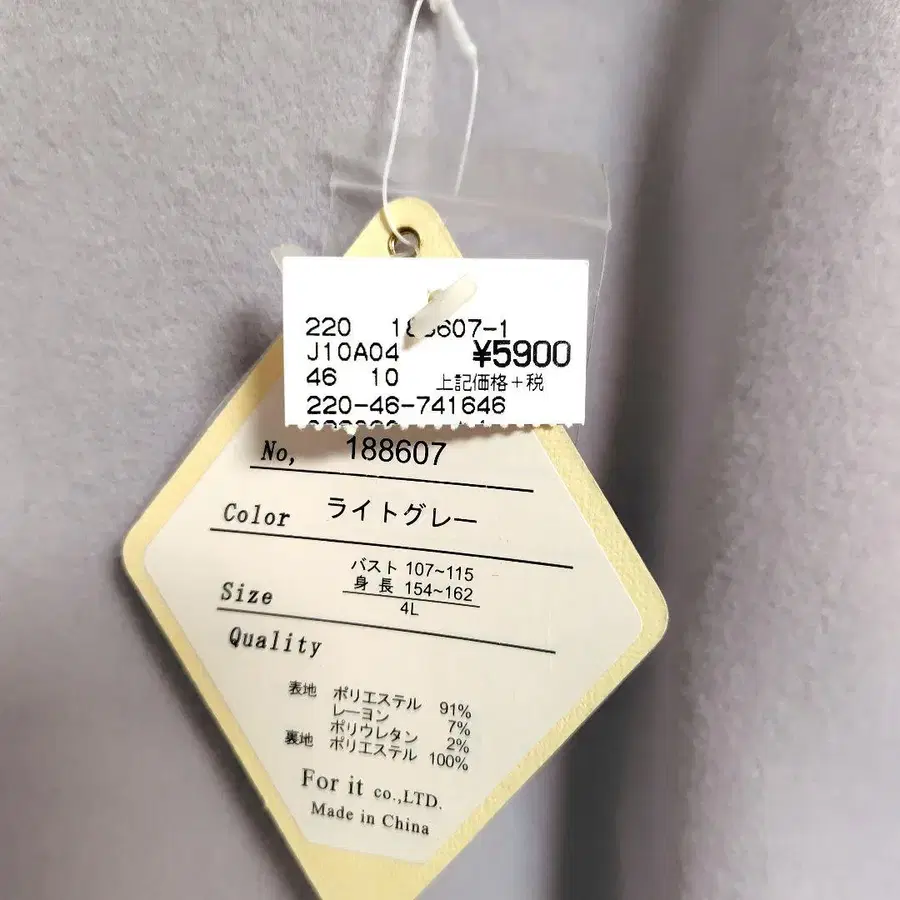 220 188607-1
J10A04 ¥5900
46 10 上記価格+税
220-46-741646
No, 188607
Color ライトグレー
バスト 107~115
身長 154~162
Size 4L
Quality
表地 ポリエステル 91%
レーヨン 7%
ポリウレタン 2%
裏地 ポリエステル 100%
For it co.,LTD.
Made in China